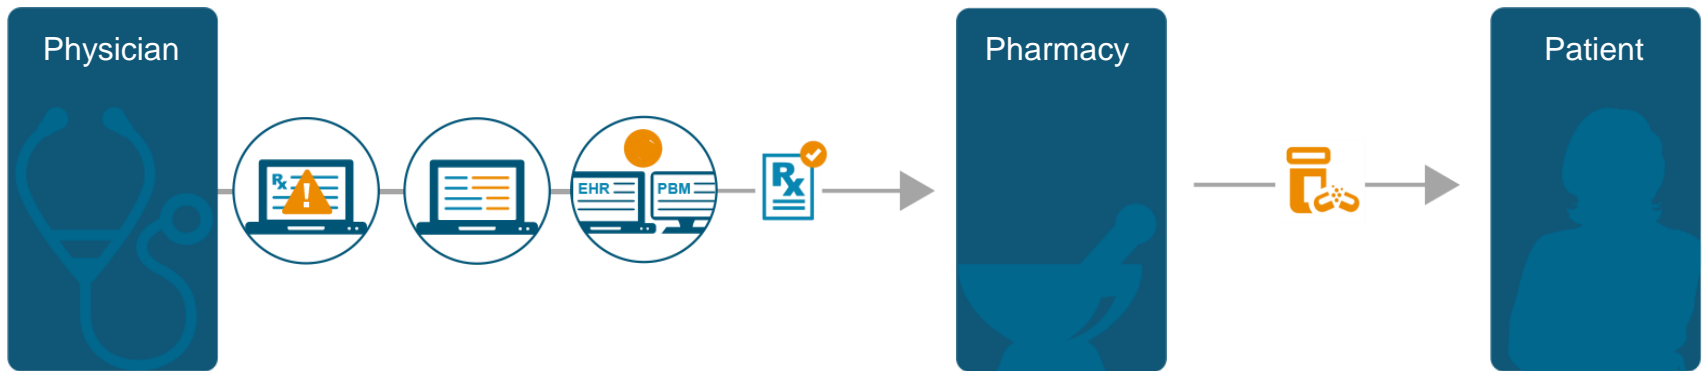 Physician
Pharmacy
Patient
Rx
!
EHR
PBM
Rx